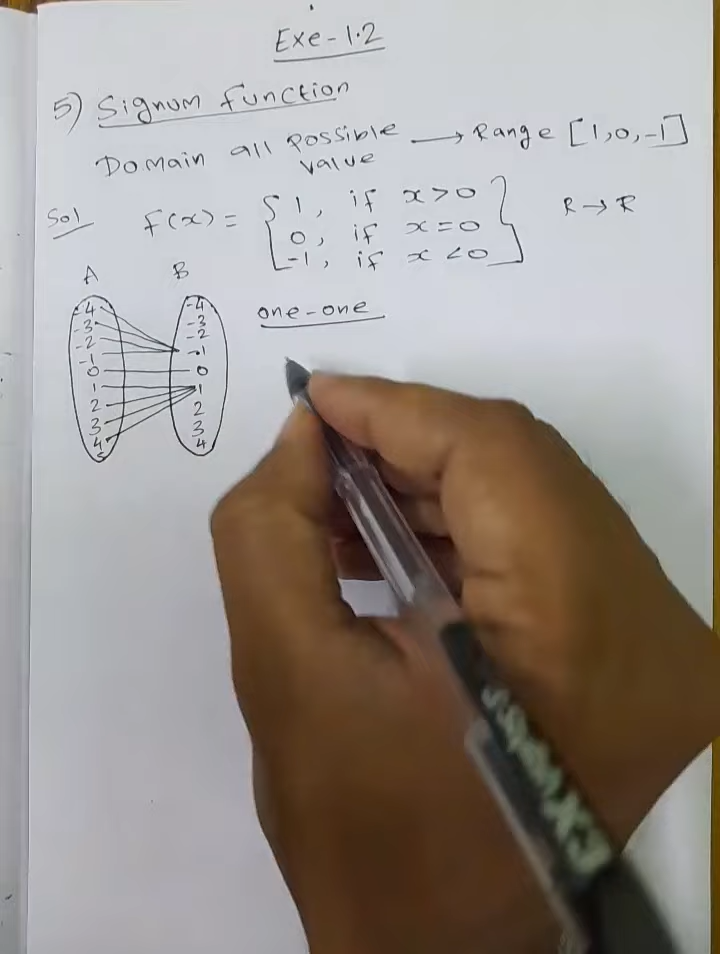 Exe-1.2
5) Signum Function
Domain all possible value → Range [1,0,-1]
Sol f(x) = { 1, if x>0 R→R
0, if x=0
-1, if x<0 }
A B
-4 -4
-3 -3
-2 -2
-1 -1
0 0
1 1
2 2
3 3
4 4
5
one-one